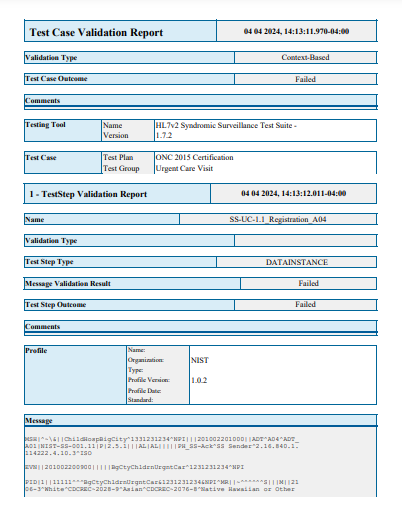 Test Case Validation Report 04 04 2024, 14:13:11.970-04:00
Validation Type Context-Based
Test Case Outcome Failed
Comments
Testing Tool Name HL7v2 Syndromic Surveillance Test Suite -
Version 1.7.2
Test Case Test Plan ONC 2015 Certification
Test Group Urgent Care Visit
1 - TestStep Validation Report 04 04 2024, 14:13:12.011-04:00
Name SS-UC-1.1_Registration_A04
Validation Type
Test Step Type DATAINSTANCE
Message Validation Result Failed
Test Step Outcome Failed
Comments
Profile Name:
Organization: NIST
Type:
Profile Version: 1.0.2
Profile Date:
Standard:
Message
MSH|^~\&||ChildHospBigCity^1331231234^NPI|||201002201000||ADT^A04^ADT_
A01|NIST-SS-001.11|P|2.5.1|||AL|AL|||||PH_SS-Ack^SS Sender^2.16.840.1.
114222.4.10.3^ISO
EVN||201002200900|||||BgCtyChldrnUrgntCar^1231231234^NPI
PID|1||11111^^^BgCtyChldrnUrgntCar&1231231234&NPI^MR||~^^^^^^S|||M||21
06-3^White^CDCREC~2028-9^Asian^CDCREC~2076-8^Native Hawaiian or Other